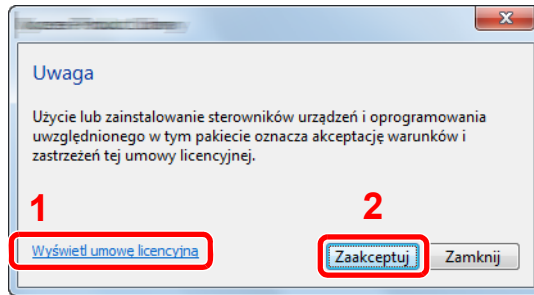 Uwaga
Użycie lub zainstalowanie sterowników urządzeń i oprogramowania
uwzględnionego w tym pakiecie oznacza akceptację warunków i
zastrzeżeń tej umowy licencyjnej.
1
2
Wyświetl umowę licencyjną
Zaakceptuj
Zamknij